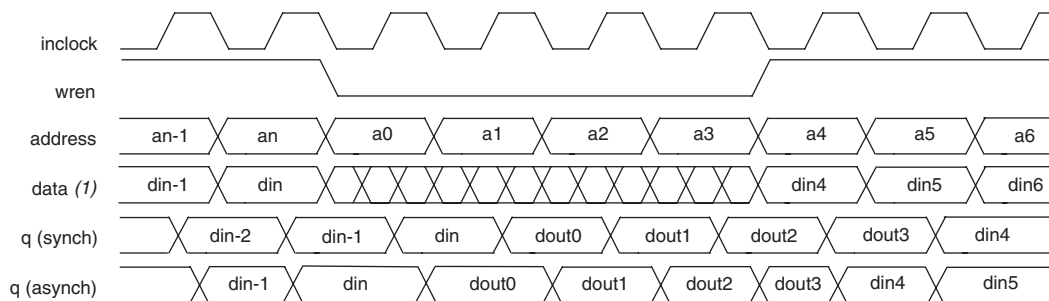 inclock
wren
address an-1 an a0 a1 a2 a3 a4 a5 a6
data (1) din-1 din din4 din5 din6
q (synch) din-2 din-1 din dout0 dout1 dout2 dout3 din4
q (asynch) din-1 din dout0 dout1 dout2 dout3 din4 din5